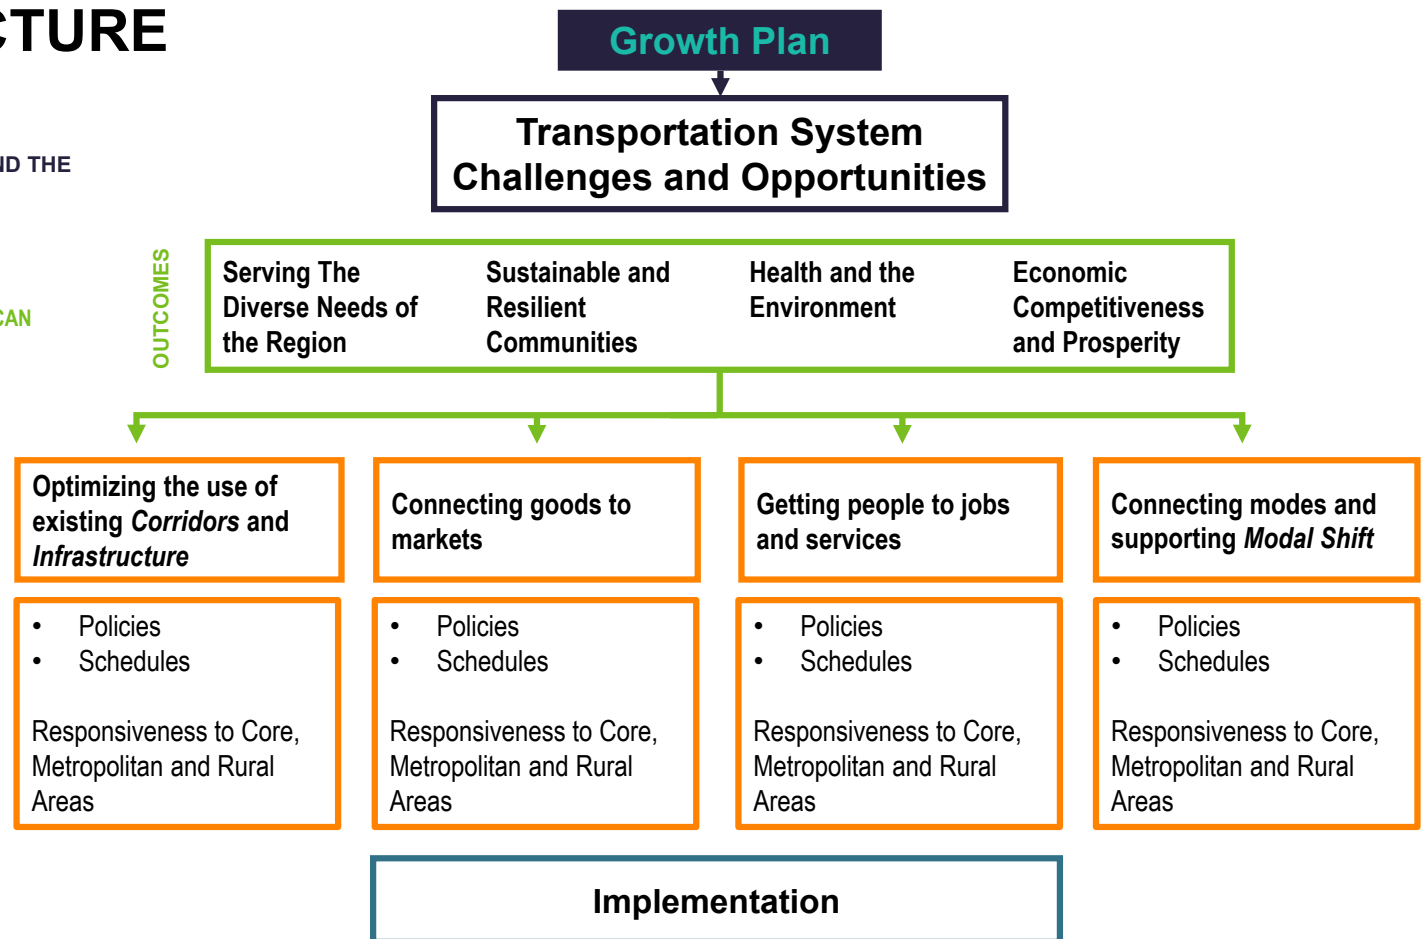 CTURE
Growth Plan
Transportation System
Challenges and Opportunities
ND THE
CAN
OUTCOMES
Serving The
Diverse Needs of
the Region
Sustainable and
Resilient
Communities
Health and the
Environment
Economic
Competitiveness
and Prosperity
Optimizing the use of
existing Corridors and
Infrastructure
Connecting goods to
markets
Getting people to jobs
and services
Connecting modes and
supporting Modal Shift
• Policies
• Schedules
Responsiveness to Core,
Metropolitan and Rural
Areas
• Policies
• Schedules
Responsiveness to Core,
Metropolitan and Rural
Areas
• Policies
• Schedules
Responsiveness to Core,
Metropolitan and Rural
Areas
• Policies
• Schedules
Responsiveness to Core,
Metropolitan and Rural
Areas
Implementation